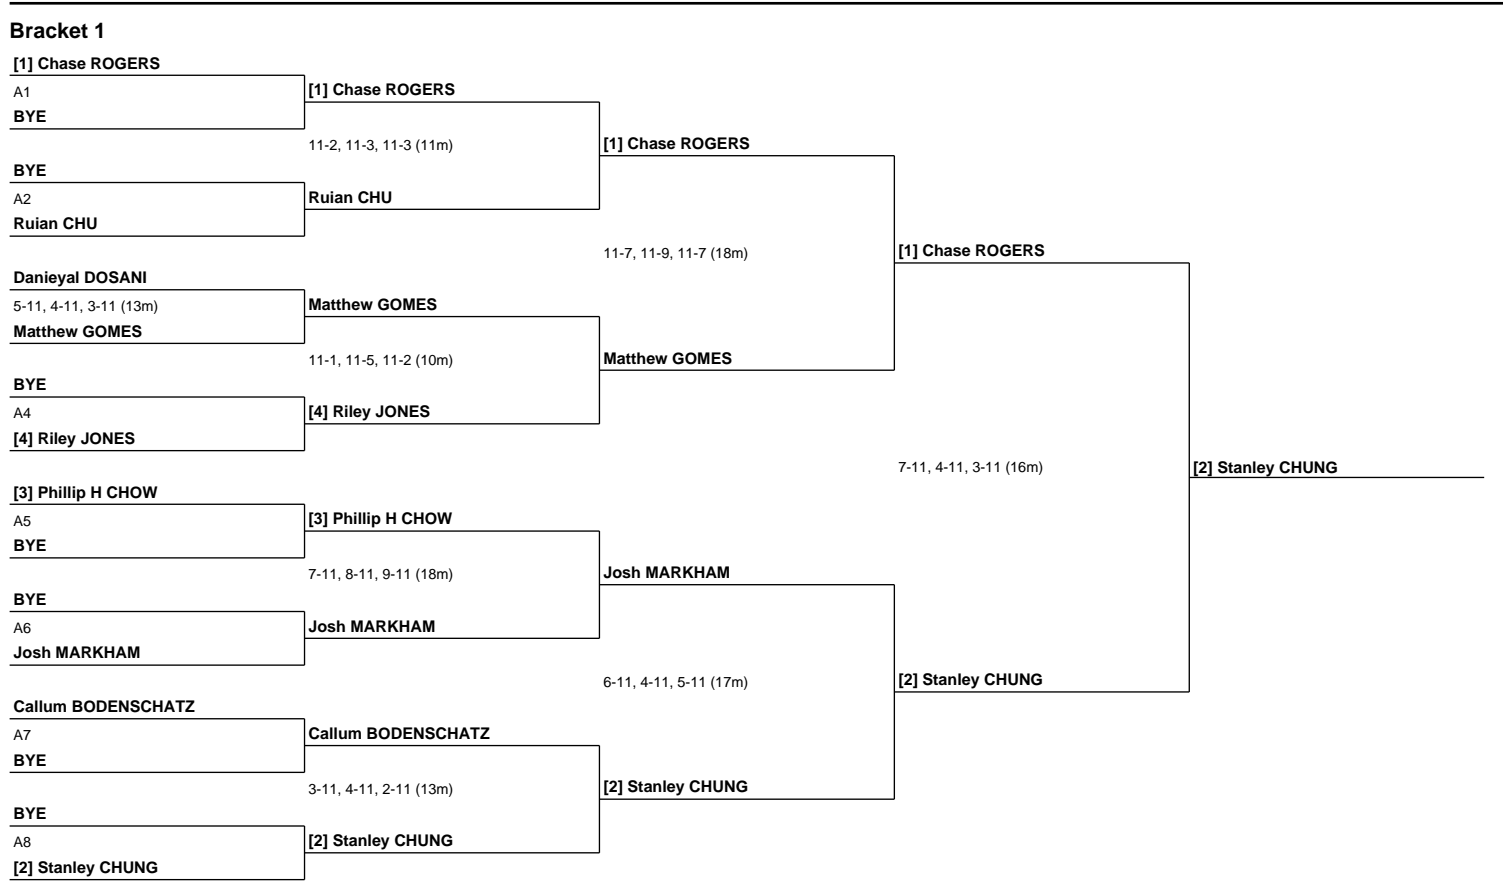 Bracket 1
[1] Chase ROGERS
A1
BYE
BYE
A2
Ruian CHU
Danieyal DOSANI
5-11, 4-11, 3-11 (13m)
Matthew GOMES
BYE
A4
[4] Riley JONES
[3] Phillip H CHOW
A5
BYE
BYE
A6
Josh MARKHAM
Callum BODENSCHATZ
A7
BYE
BYE
A8
[2] Stanley CHUNG
[1] Chase ROGERS
11-2, 11-3, 11-3 (11m)
Ruian CHU
Matthew GOMES
11-1, 11-5, 11-2 (10m)
[4] Riley JONES
[3] Phillip H CHOW
7-11, 8-11, 9-11 (18m)
Josh MARKHAM
Callum BODENSCHATZ
3-11, 4-11, 2-11 (13m)
[2] Stanley CHUNG
[1] Chase ROGERS
11-7, 11-9, 11-7 (18m)
Matthew GOMES
Josh MARKHAM
6-11, 4-11, 5-11 (17m)
[2] Stanley CHUNG
[1] Chase ROGERS
7-11, 4-11, 3-11 (16m)
[2] Stanley CHUNG
[2] Stanley CHUNG